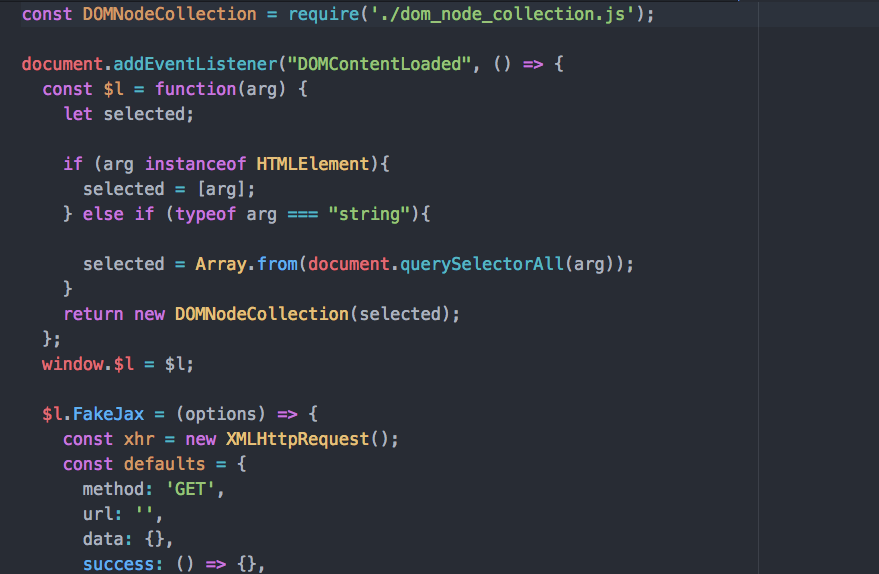 const DOMNodeCollection = require('./dom_node_collection.js');

document.addEventListener("DOMContentLoaded", () => {
  const $l = function(arg) {
    let selected;

    if (arg instanceof HTMLElement){
      selected = [arg];
    } else if (typeof arg === "string"){

      selected = Array.from(document.querySelectorAll(arg));
    }
    return new DOMNodeCollection(selected);
  };
  window.$l = $l;

  $l.FakeJax = (options) => {
    const xhr = new XMLHttpRequest();
    const defaults = {
      method: 'GET',
      url: '',
      data: {},
      success: () => {},